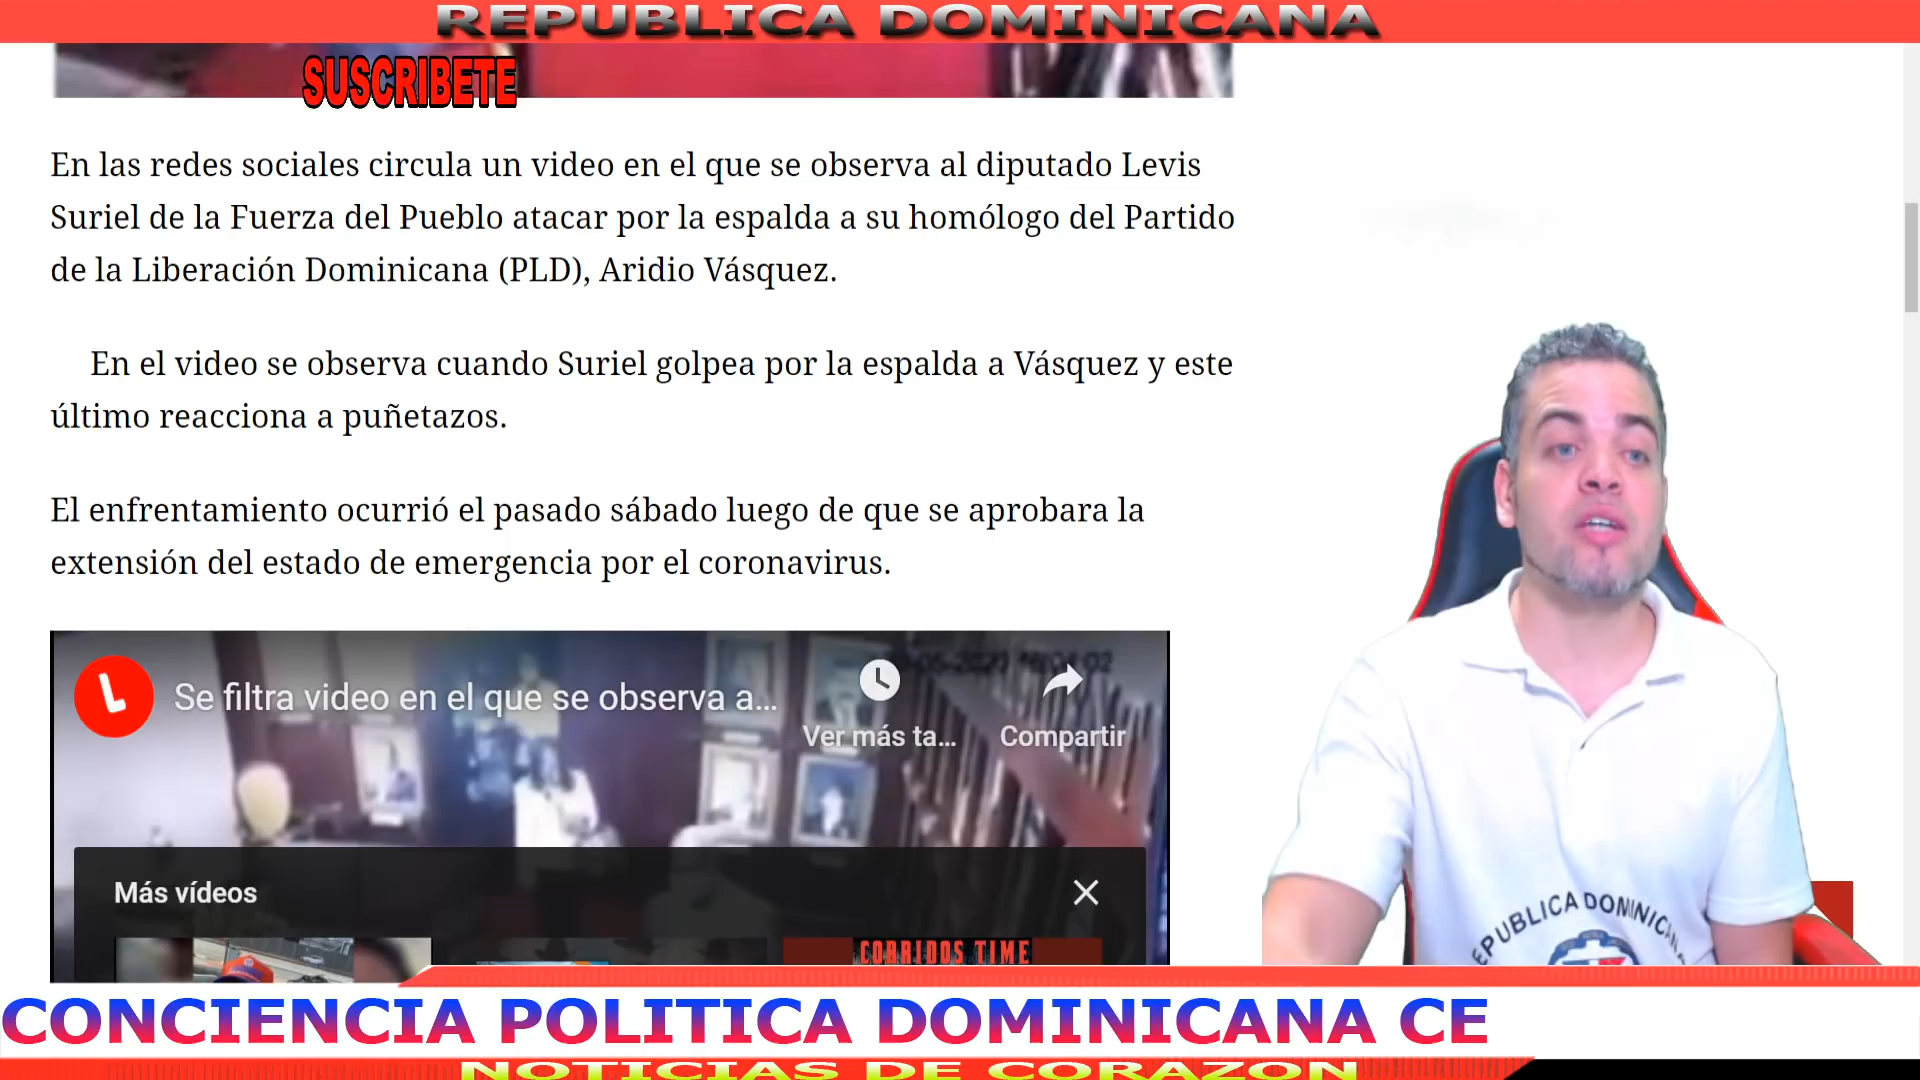 REPUBLICA DOMINICANA
SUSCRIBETE
En las redes sociales circula un video en el que se observa al diputado Levis
Suriel de la Fuerza del Pueblo atacar por la espalda a su homólogo del Partido
de la Liberación Dominicana (PLD), Aridio Vásquez.
En el video se observa cuando Suriel golpea por la espalda a Vásquez y este
último reacciona a puñetazos.
El enfrentamiento ocurrió el pasado sábado luego de que se aprobara la
extensión del estado de emergencia por el coronavirus.
L
Se filtra video en el que se observa a...
Ver más ta...
Compartir
Más vídeos
CORRIDOS TIME
REPUBLICA DOMINICANA
CONCIENCIA POLITICA DOMINICANA CE
NOTICIAS DE CORAZON